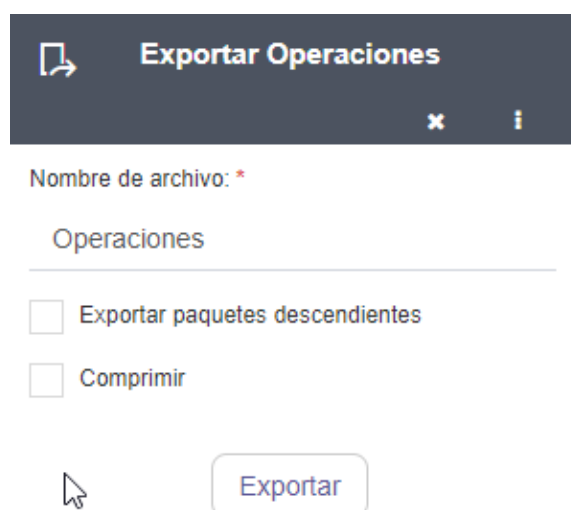 Exportar Operaciones
Nombre de archivo: *
Operaciones
Exportar paquetes descendientes
Comprimir
Exportar